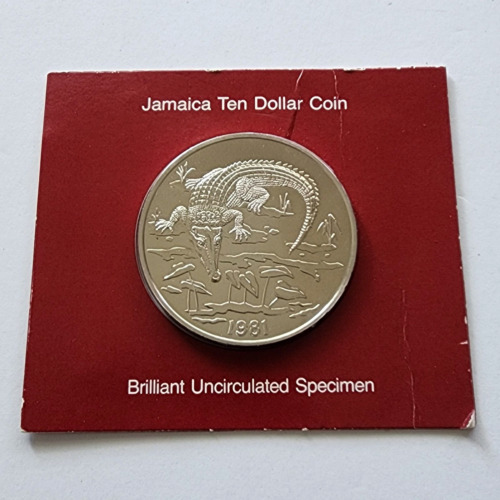 Jamaica Ten Dollar Coin
1981
Brilliant Uncirculated Specimen